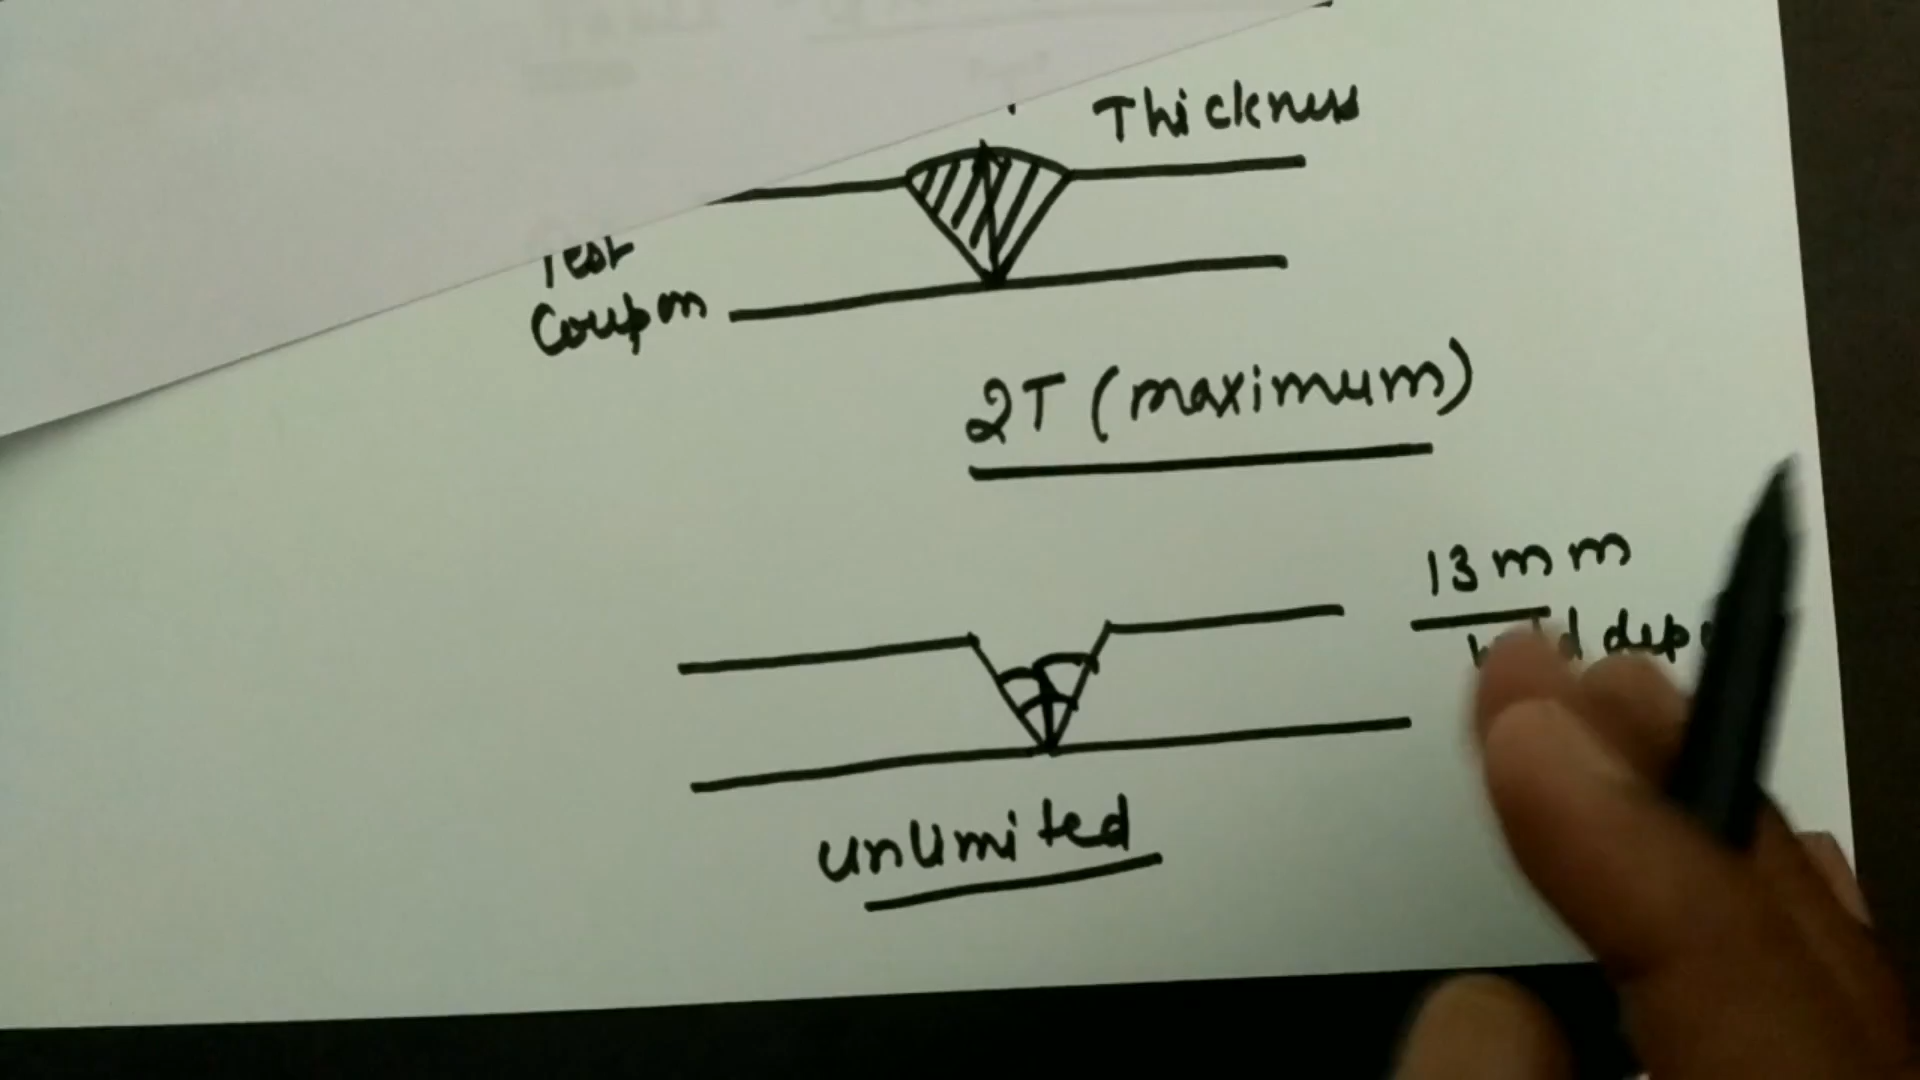 Thickness
Test
Coupon
2T (maximum)
13mm
unlimited